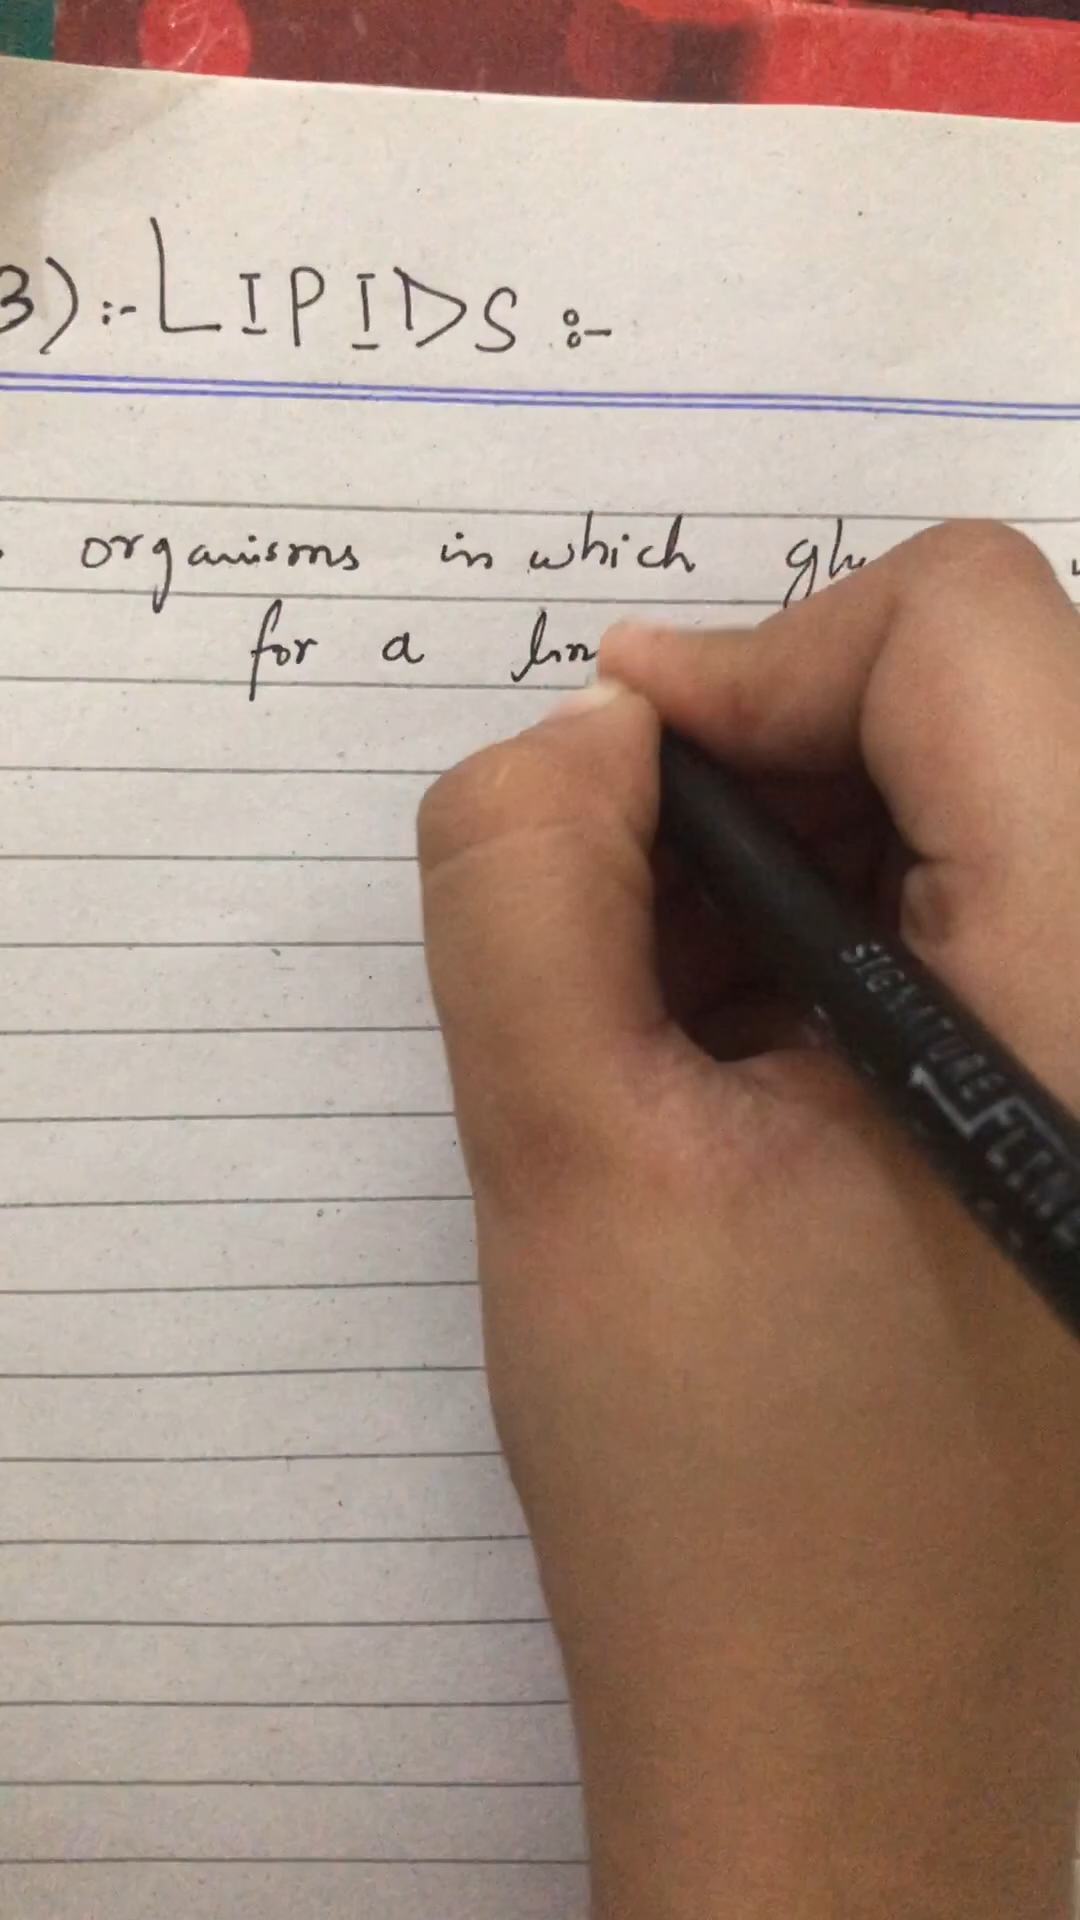 3):- LIPIDS :-
organisms in which
for a
SIGNATURE